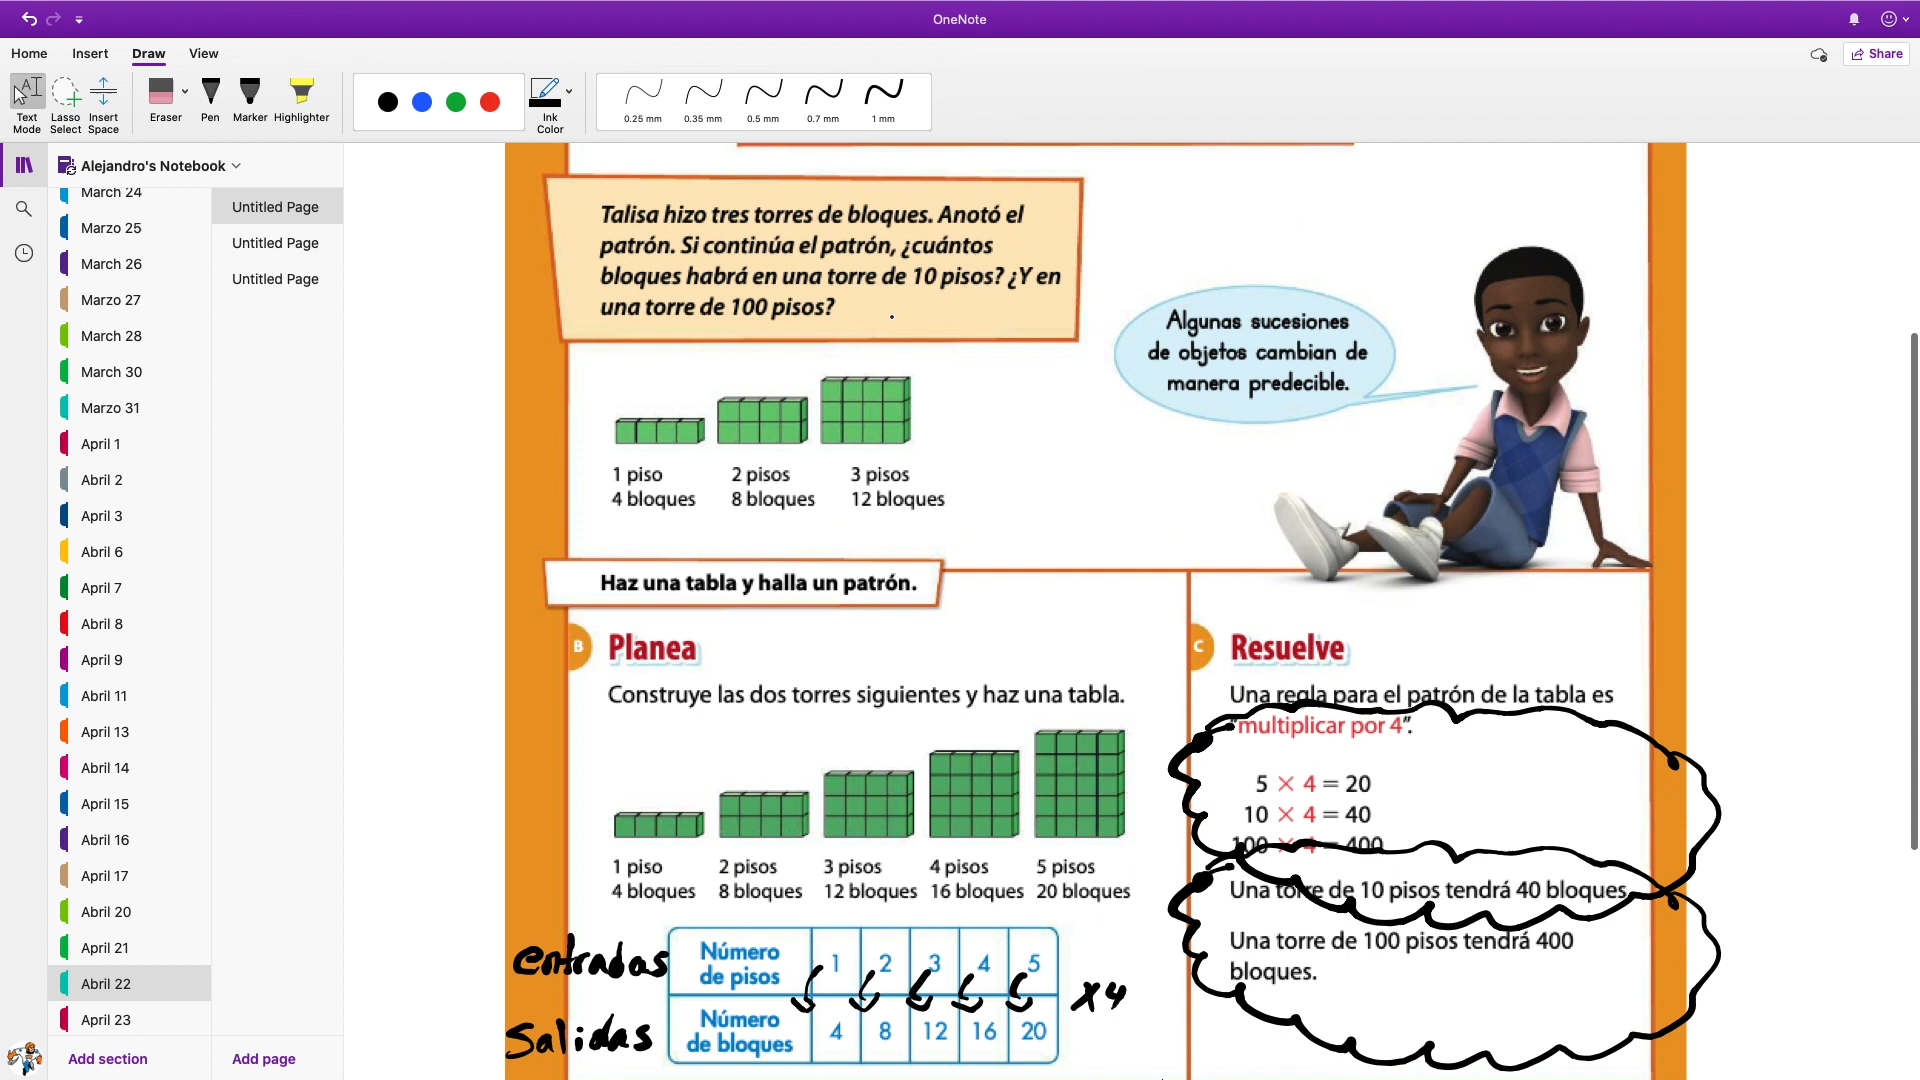 OneNote
Home Insert Draw View
Share
Text Mode
Lasso Select
Insert Space
Eraser
Pen
Marker
Highlighter
Ink Color
0.25 mm
0.35 mm
0.5 mm
0.7 mm
1 mm
Alejandro's Notebook
March 24
Marzo 25
March 26
Marzo 27
March 28
March 30
Marzo 31
April 1
Abril 2
April 3
Abril 6
April 7
Abril 8
April 9
Abril 11
April 13
Abril 14
April 15
Abril 16
April 17
Abril 20
April 21
Abril 22
April 23
Add section
Untitled Page
Untitled Page
Untitled Page
Add page
Talisa hizo tres torres de bloques. Anotó el
patrón. Si continúa el patrón, ¿cuántos
bloques habrá en una torre de 10 pisos? ¿Y en
una torre de 100 pisos?
Algunas sucesiones
de objetos cambian de
manera predecible.
1 piso 2 pisos 3 pisos
4 bloques 8 bloques 12 bloques
Haz una tabla y halla un patrón.
B Planea
Construye las dos torres siguientes y haz una tabla.
1 piso 2 pisos 3 pisos 4 pisos 5 pisos
4 bloques 8 bloques 12 bloques 16 bloques 20 bloques
entradas
Número de pisos 1 2 3 4 5
x4
Salidas
Número de bloques 4 8 12 16 20
C Resuelve
Una regla para el patrón de la tabla es
"multiplicar por 4".
5 × 4 = 20
10 × 4 = 40
100 × 4 = 400
Una torre de 10 pisos tendrá 40 bloques.
Una torre de 100 pisos tendrá 400
bloques.